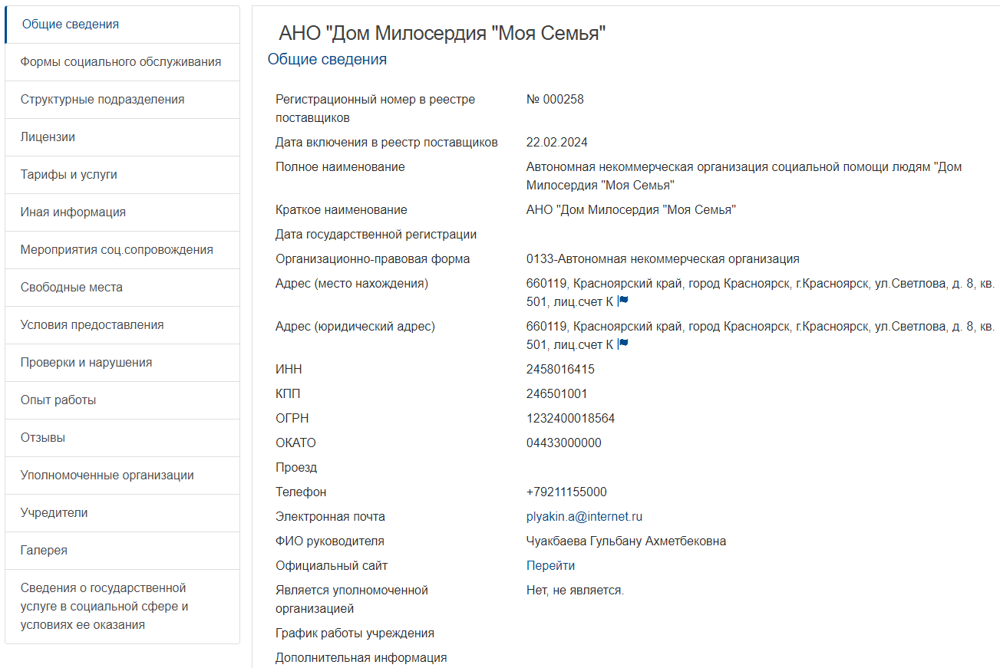 Общие сведения
Формы социального обслуживания
Структурные подразделения
Лицензии
Тарифы и услуги
Иная информация
Мероприятия соц.сопровождения
Свободные места
Условия предоставления
Проверки и нарушения
Опыт работы
Отзывы
Уполномоченные организации
Учредители
Галерея
Сведения о государственной
услуге в социальной сфере и
условиях ее оказания
АНО "Дом Милосердия "Моя Семья"
Общие сведения
Регистрационный номер в реестре № 000258
поставщиков
Дата включения в реестр поставщиков 22.02.2024
Полное наименование Автономная некоммерческая организация социальной помощи людям "Дом
Милосердия "Моя Семья"
Краткое наименование АНО "Дом Милосердия "Моя Семья"
Дата государственной регистрации
Организационно-правовая форма 0133-Автономная некоммерческая организация
Адрес (место нахождения) 660119, Красноярский край, город Красноярск, г.Красноярск, ул.Светлова, д. 8, кв.
501, лиц.счет К |
Адрес (юридический адрес) 660119, Красноярский край, город Красноярск, г.Красноярск, ул.Светлова, д. 8, кв.
501, лиц.счет К |
ИНН 2458016415
КПП 246501001
ОГРН 1232400018564
ОКАТО 04433000000
Проезд
Телефон +79211155000
Электронная почта plyakin.a@internet.ru
ФИО руководителя Чуакбаева Гульбану Ахметбековна
Официальный сайт Перейти
Является уполномоченной Нет, не является.
организацией
График работы учреждения
Дополнительная информация